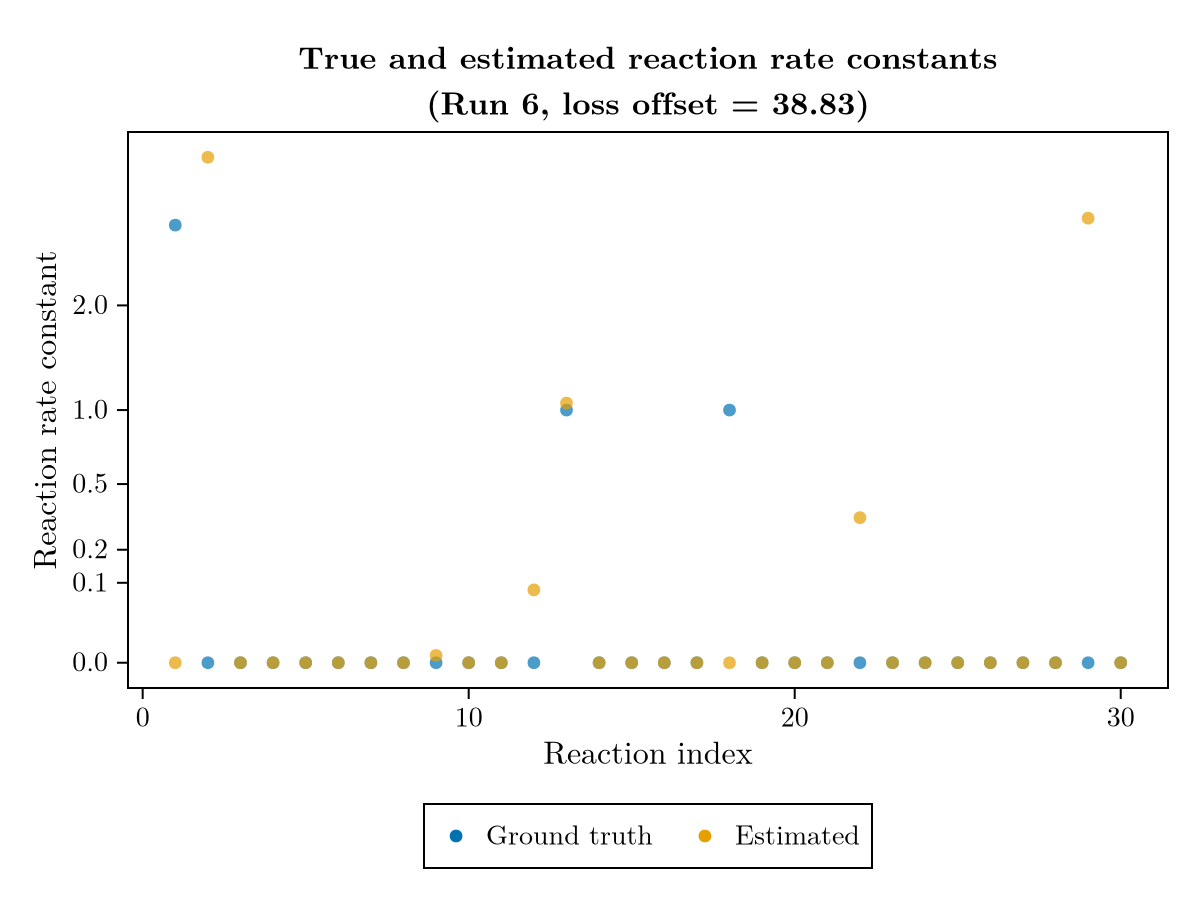 True and estimated reaction rate constants
(Run 6, loss offset = 38.83)
Reaction rate constant
2.0
1.0
0.5
0.2
0.1
0.0
0 10 20 30
Reaction index
Ground truth Estimated